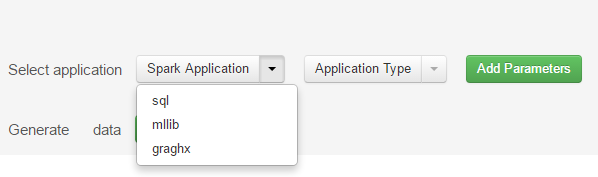 Select application Spark Application Application Type Add Parameters
sql
mllib
graghx
Generate data